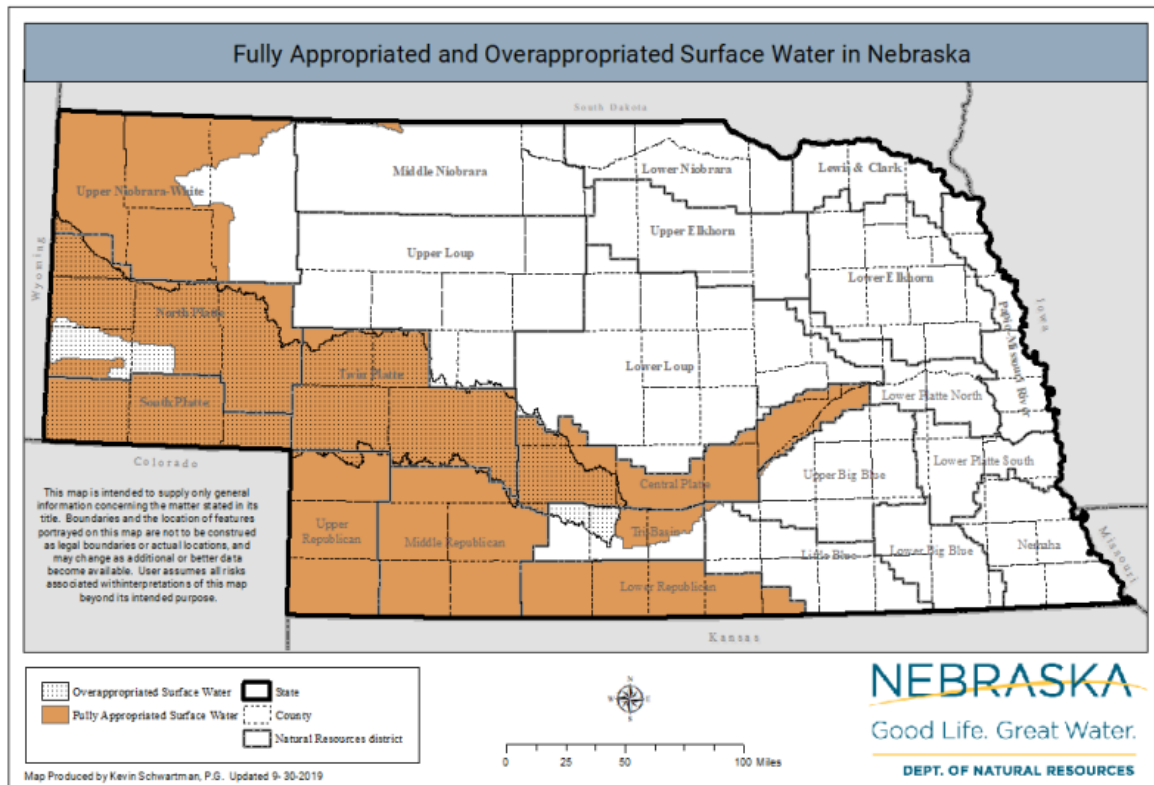 Fully Appropriated and Overappropriated Surface Water in Nebraska
South Dakota
Middle Niobrara
Lower Niobrara
Lewis & Clark
Upper Niobrara-White
Upper Elkhorn
Upper Loup
Wyoming
Lower Elkhorn
Iowa
North Platte
Papio-Missouri River
Lower Loup
Twin Platte
South Platte
Lower Platte North
Colorado
Lower Platte South
Upper Big Blue
Central Platte
This map is intended to supply only general
information concerning the matter stated in its
title. Boundaries and the location of features
portrayed on this map are not to be construed
as legal boundaries or actual locations, and
may change as additional or better data
become available. User assumes all risks
associated withinterpretations of this map
beyond its intended purpose.
Upper
Republican
Middle Republican
Tri-Basin
Little Blue
Lower Big Blue
Nemaha
Missouri
Lower Republican
Kansas
Overappropriated Surface Water
State
Fully Appropriated Surface Water
County
Natural Resources district
N
W
E
S
0
25
50
100 Miles
NEBRASKA
Good Life. Great Water.
DEPT. OF NATURAL RESOURCES
Map Produced by Kevin Schwartman, P.G. Updated 9- 30-2019